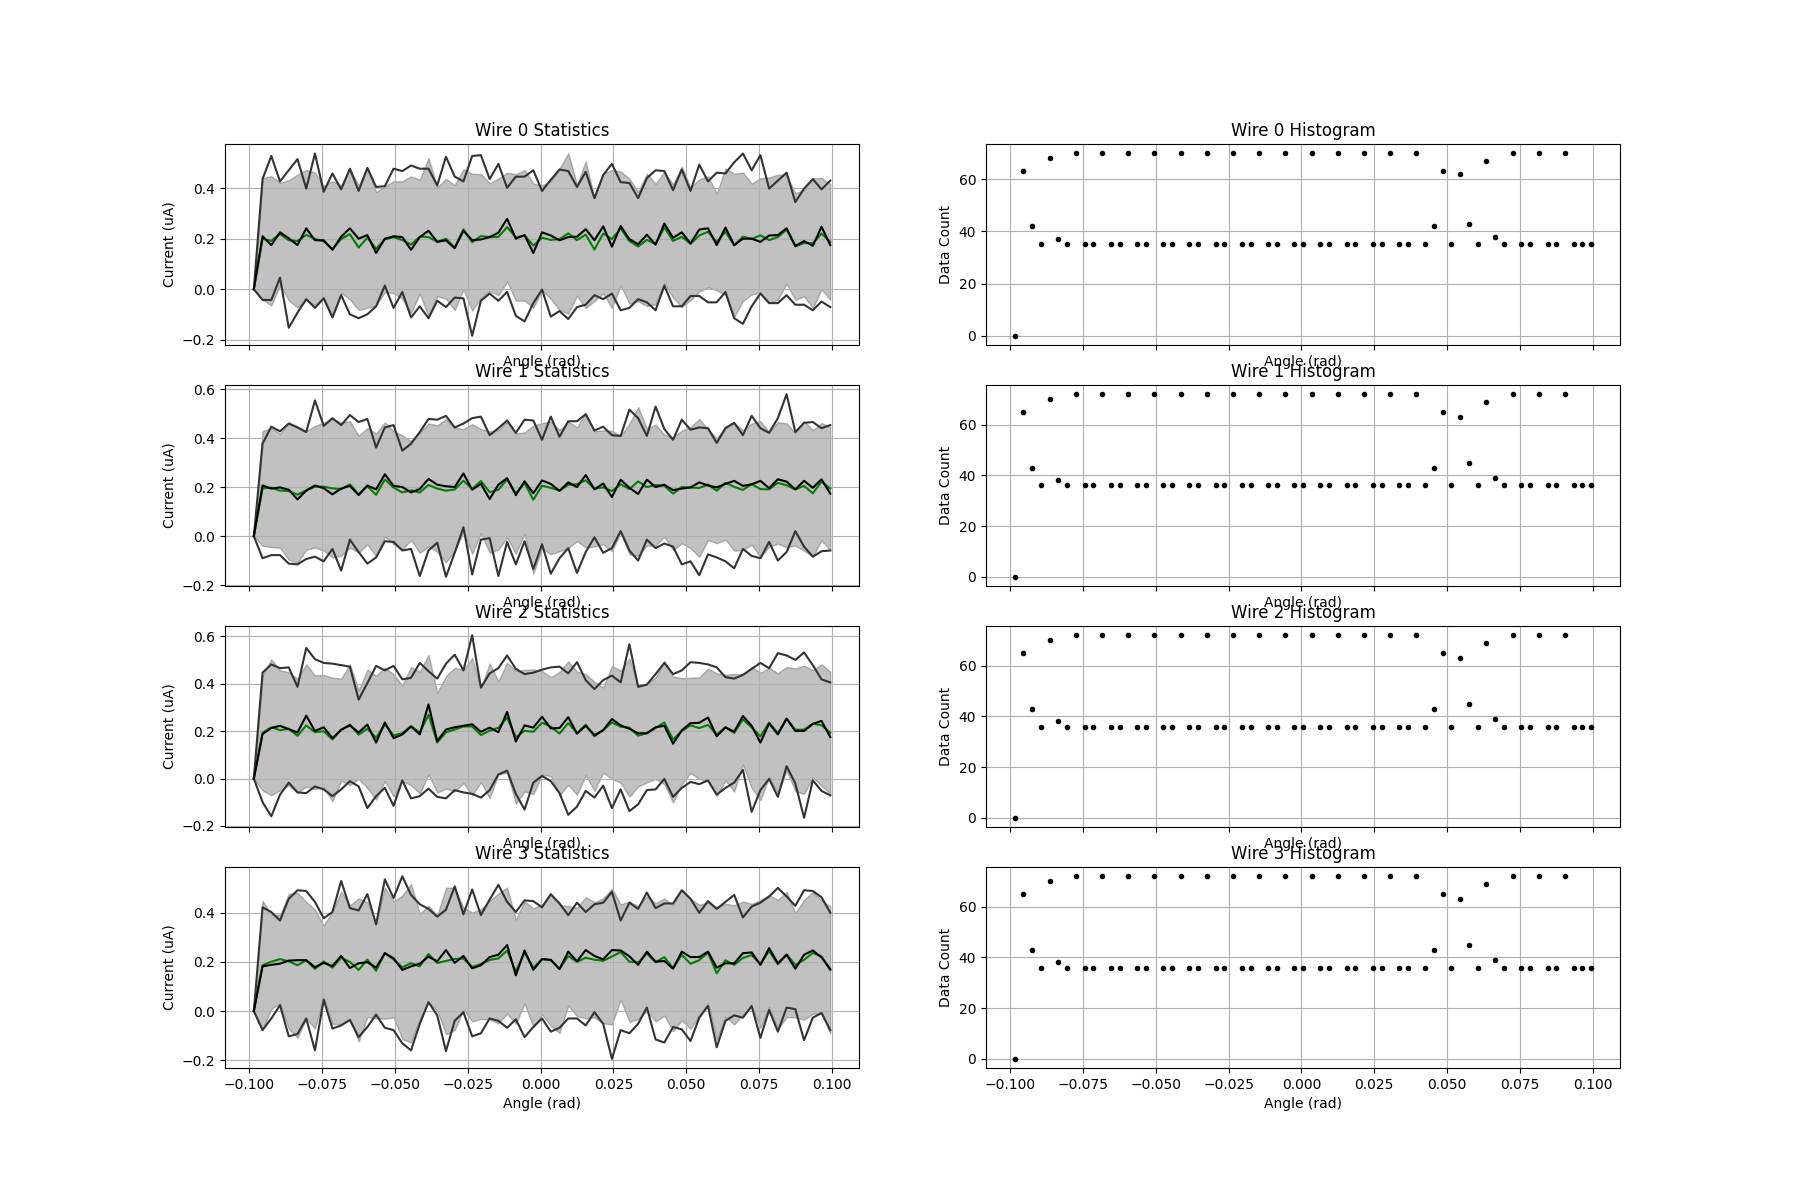 Wire 0 Statistics
Current (uA)
0.4
0.2
0.0
−0.2
Angle (rad)
Wire 0 Histogram
Data Count
60
40
20
0
Angle (rad)
Wire 1 Statistics
Current (uA)
0.6
0.4
0.2
0.0
−0.2
Angle (rad)
Wire 1 Histogram
Data Count
60
40
20
0
Angle (rad)
Wire 2 Statistics
Current (uA)
0.6
0.4
0.2
0.0
−0.2
Angle (rad)
Wire 2 Histogram
Data Count
60
40
20
0
Angle (rad)
Wire 3 Statistics
Current (uA)
0.4
0.2
0.0
−0.2
−0.100 −0.075 −0.050 −0.025 0.000 0.025 0.050 0.075 0.100
Angle (rad)
Wire 3 Histogram
Data Count
60
40
20
0
−0.100 −0.075 −0.050 −0.025 0.000 0.025 0.050 0.075 0.100
Angle (rad)